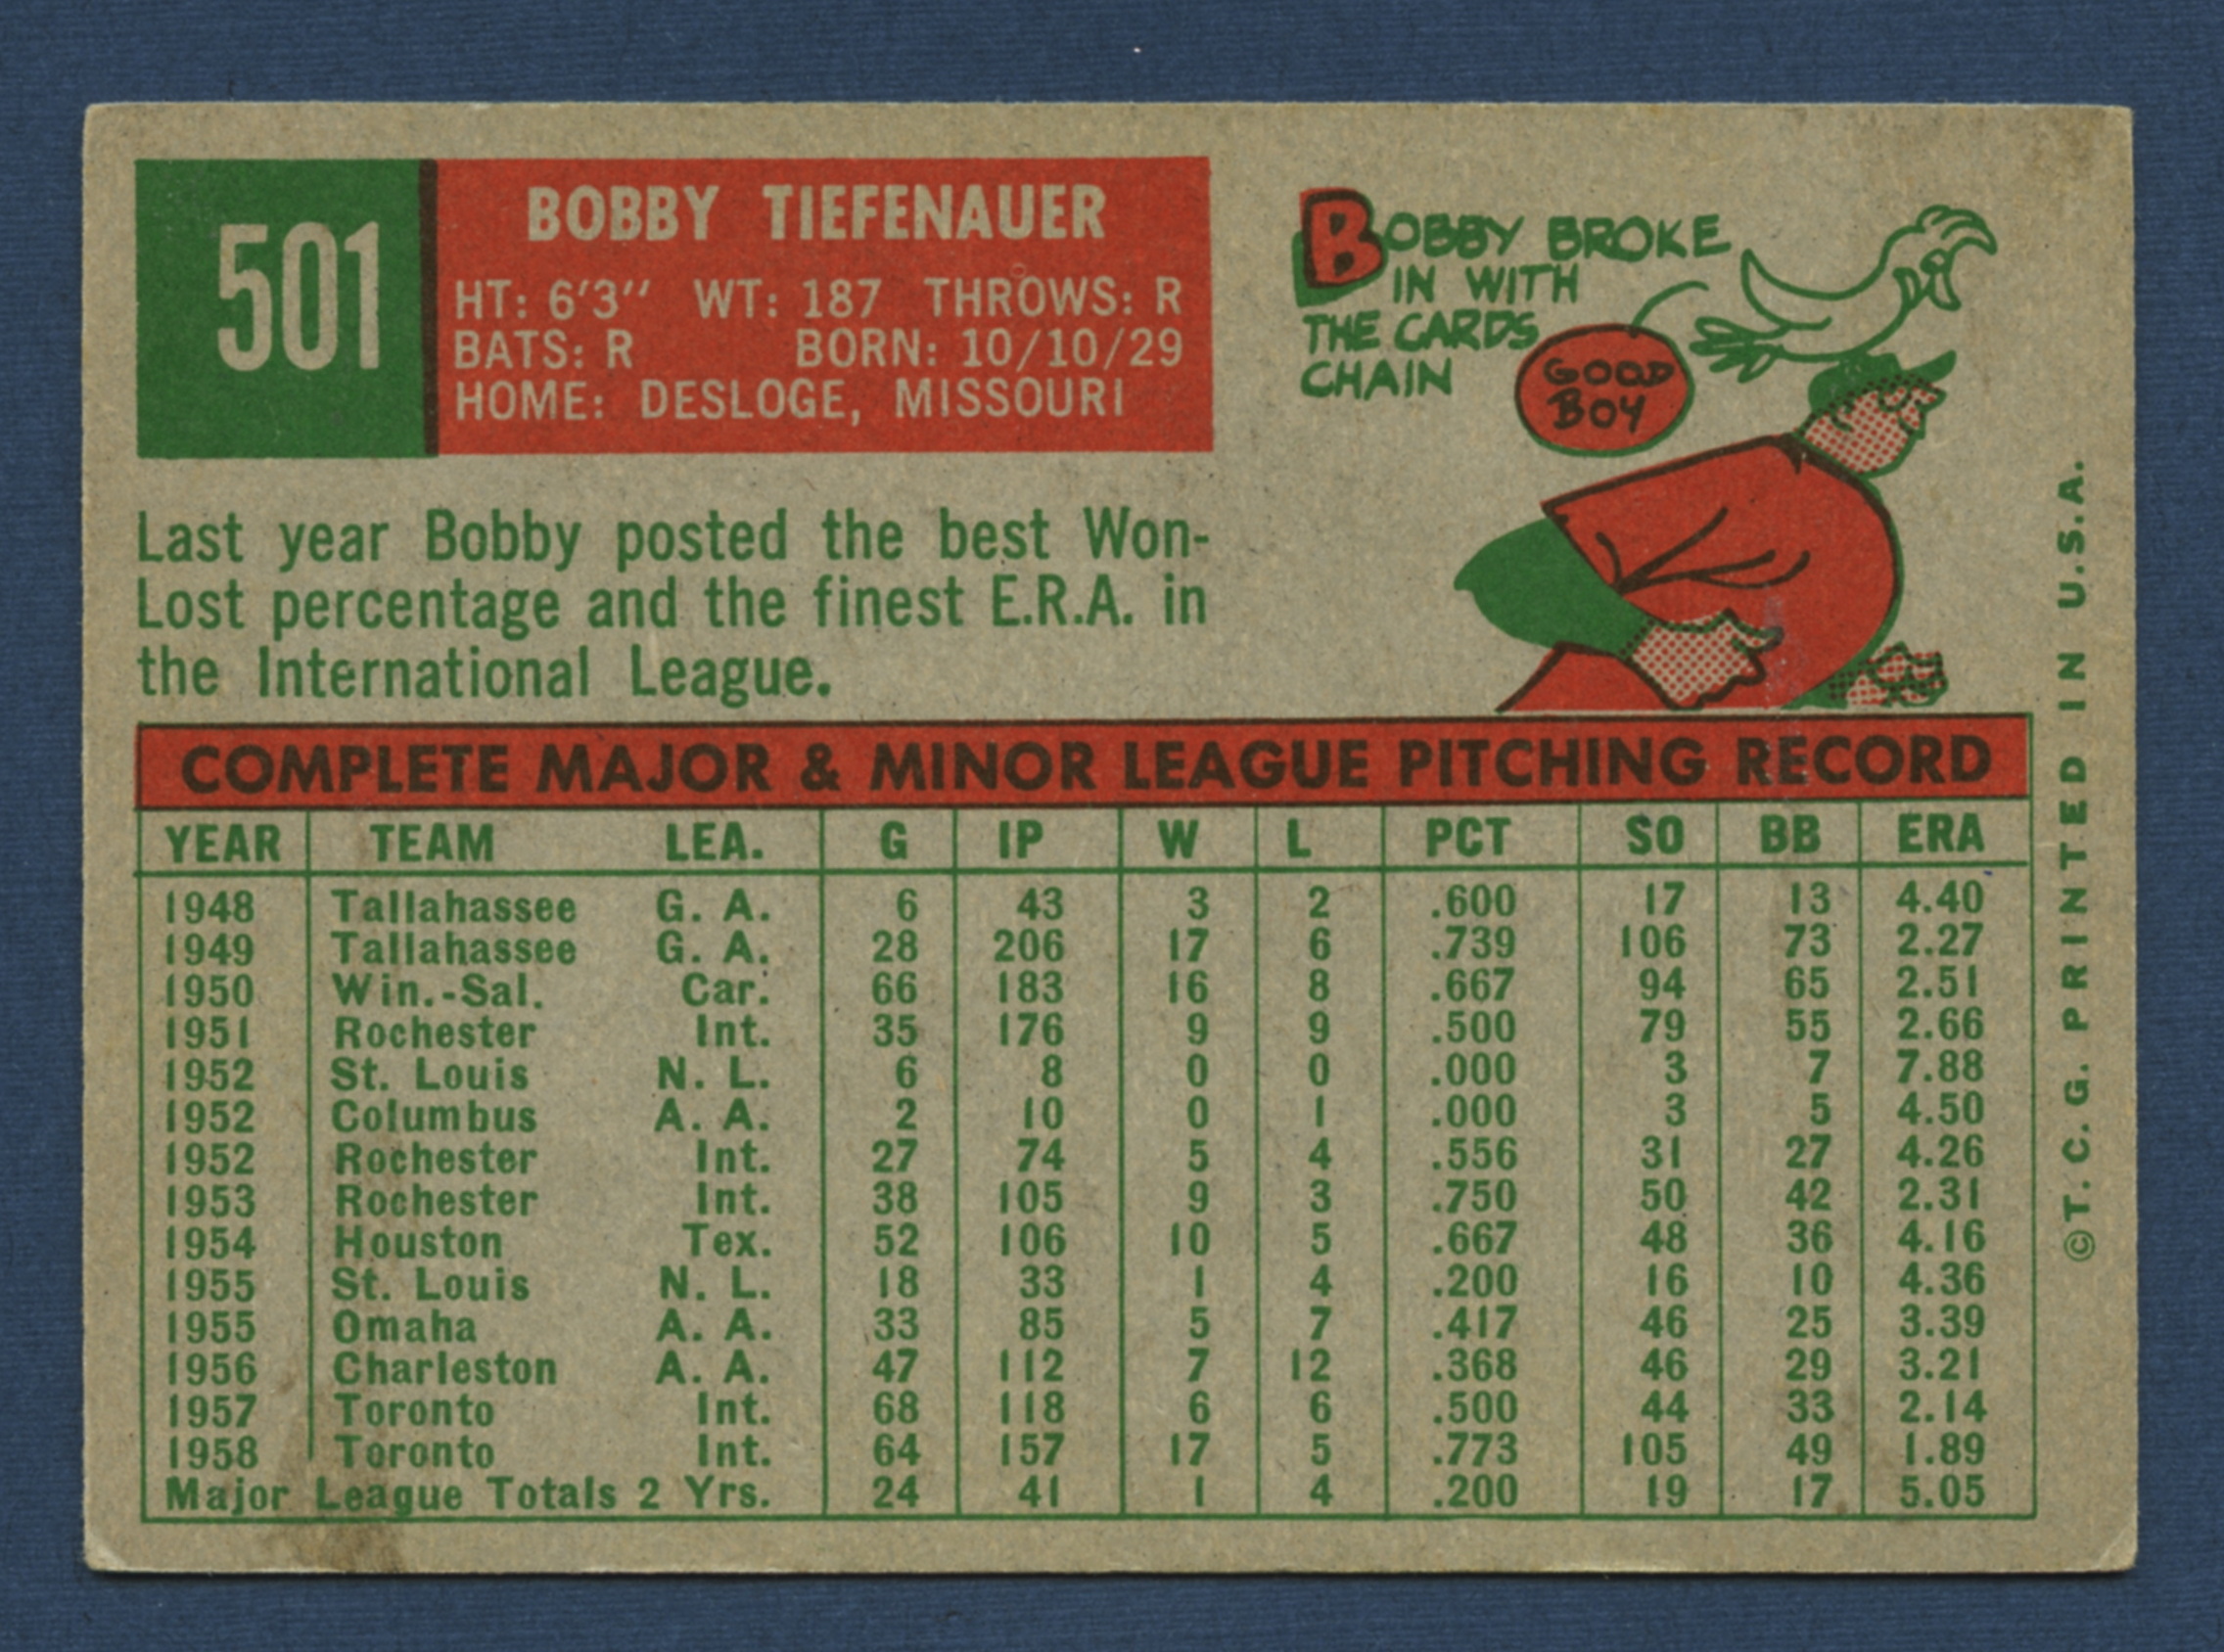 501
BOBBY TIEFENAUER
HT: 6'3" WT: 187 THROWS: R
BATS: R BORN: 10/10/29
HOME: DESLOGE, MISSOURI
Last year Bobby posted the best Won-
Lost percentage and the finest E.R.A. in
the International League.
BOBBY BROKE
IN WITH
THE CARDS
CHAIN
GOOD
BOY
COMPLETE MAJOR & MINOR LEAGUE PITCHING RECORD
YEAR TEAM LEA. G IP W L PCT SO BB ERA
1948 Tallahassee G. A. 6 43 3 2 .600 17 13 4.40
1949 Tallahassee G. A. 28 206 17 6 .739 106 73 2.27
1950 Win.-Sal. Car. 66 183 16 8 .667 94 65 2.51
1951 Rochester Int. 35 176 9 9 .500 79 55 2.66
1952 St. Louis N. L. 6 8 0 0 .000 3 7 7.88
1952 Columbus A. A. 2 10 0 1 .000 3 5 4.50
1952 Rochester Int. 27 74 5 4 .556 31 27 4.26
1953 Rochester Int. 38 105 9 3 .750 50 42 2.31
1954 Houston Tex. 52 106 10 5 .667 48 36 4.16
1955 St. Louis N. L. 18 33 1 4 .200 16 10 4.36
1955 Omaha A. A. 33 85 5 7 .417 46 25 3.39
1956 Charleston A. A. 47 112 7 12 .368 46 29 3.21
1957 Toronto Int. 68 118 6 6 .500 44 33 2.14
1958 Toronto Int. 64 157 17 5 .773 105 49 1.89
Major League Totals 2 Yrs. 24 41 1 4 .200 19 17 5.05
©T. C. G. PRINTED IN U.S.A.